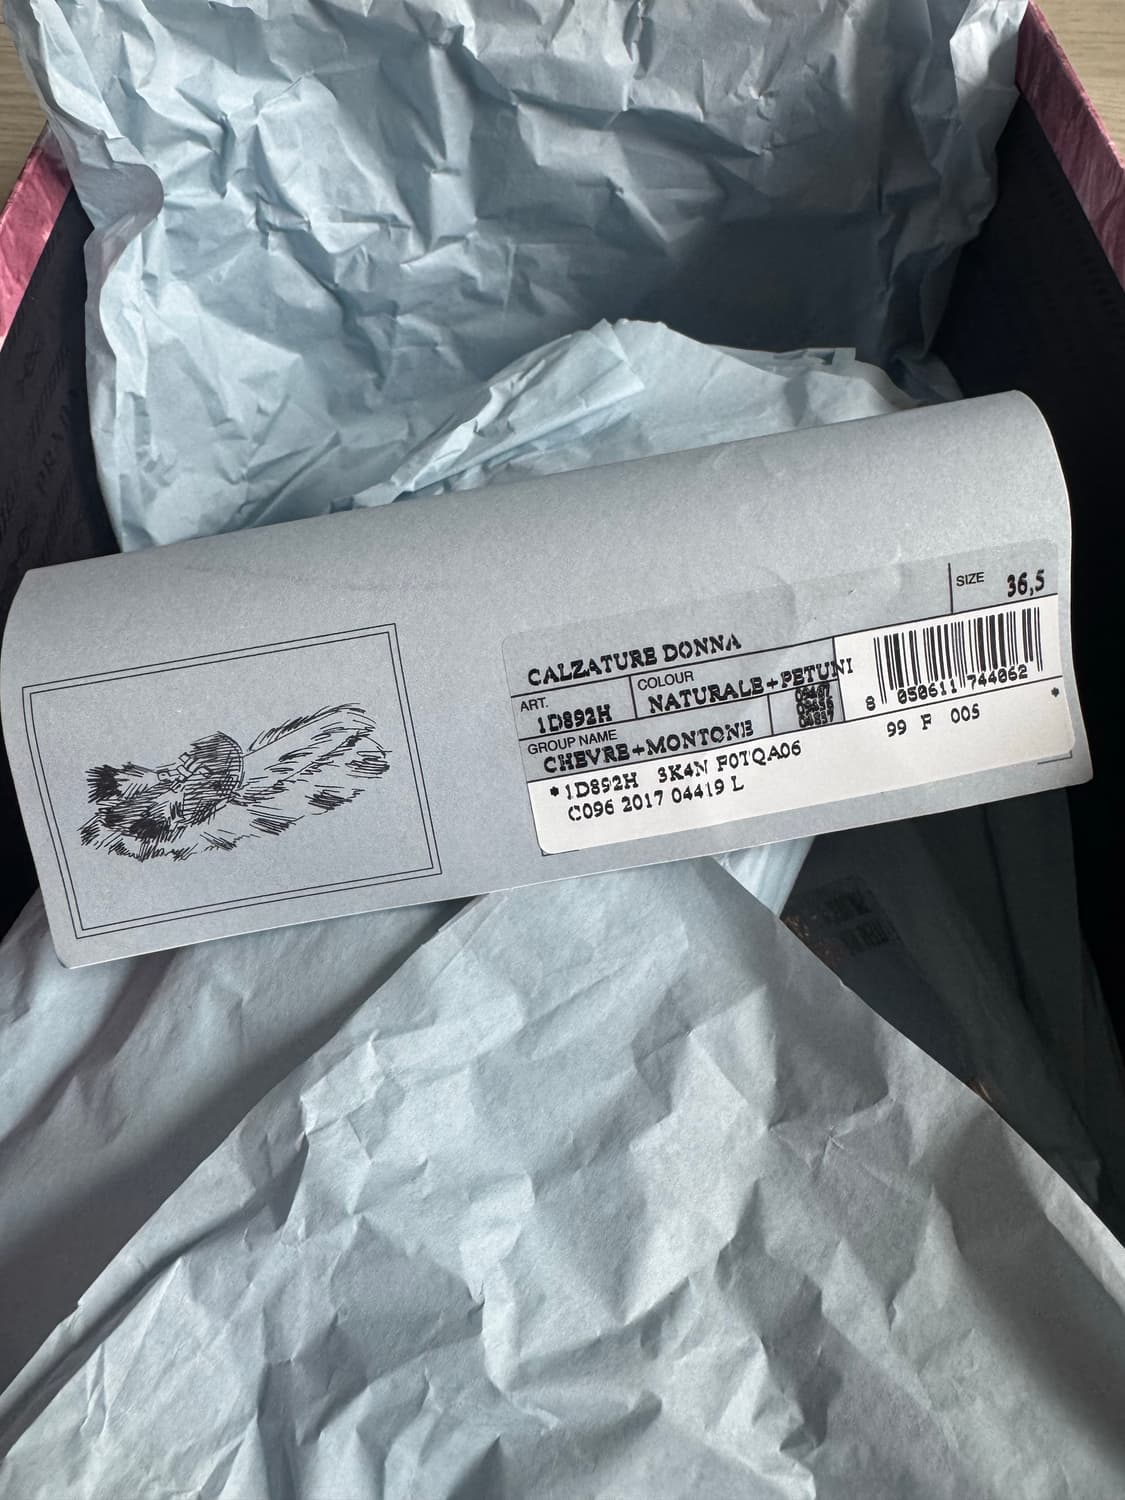 SIZE 36,5
CALZATURE DONNA
ART. 1D892H
COLOUR NATURALE+PETUNI
GROUP NAME
CHEVRE+MONTONE
8 050611 744062
*
99 F 005
*1D892H 3K4N F0TQA06
C096 2017 04419 L